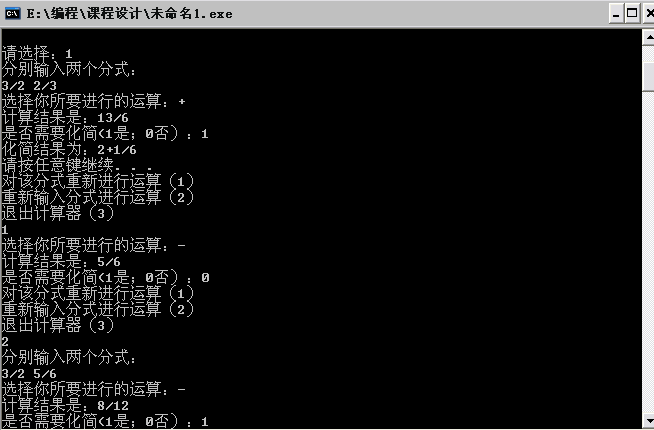 E:\编程\课程设计\未命名1.exe
请选择：1
分别输入两个分式：
3/2 2/3
选择你所要进行的运算：+
计算结果是：13/6
是否需要化简(1是；0否）：1
化简结果为：2+1/6
请按任意键继续. . .
对该分式重新进行运算（1）
重新输入分式进行运算（2）
退出计算器（3）
1
选择你所要进行的运算：-
计算结果是：5/6
是否需要化简(1是；0否）：0
对该分式重新进行运算（1）
重新输入分式进行运算（2）
退出计算器（3）
2
分别输入两个分式：
3/2 5/6
选择你所要进行的运算：-
计算结果是：8/12
是否需要化简(1是；0否）：1